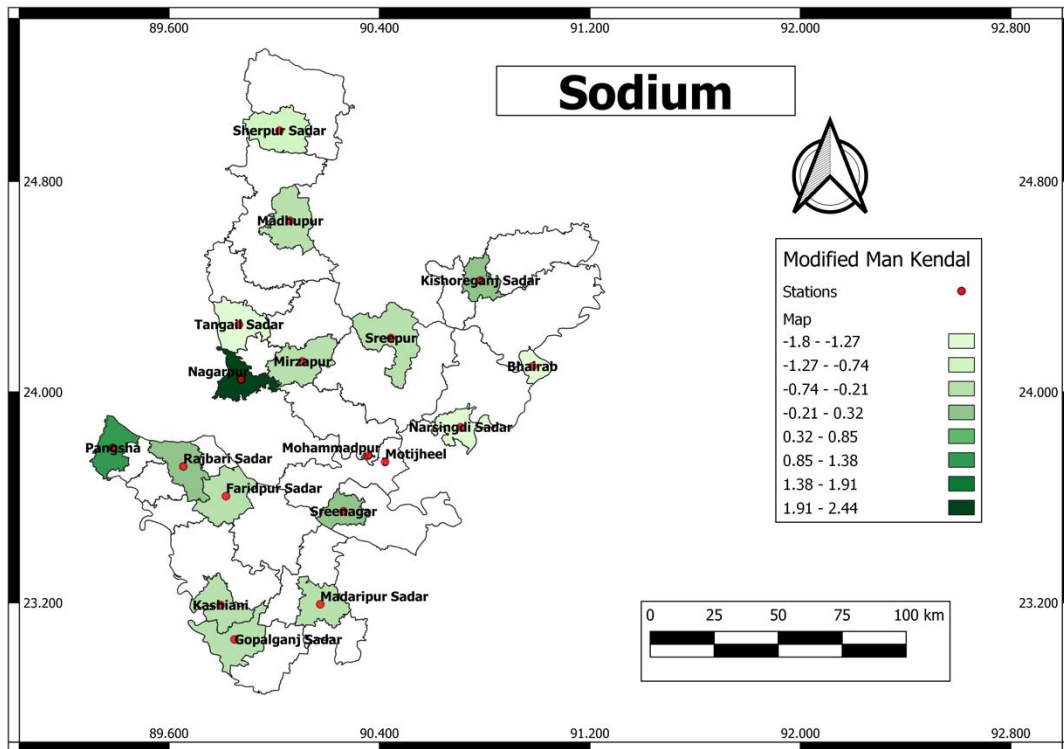 89.600 90.400 91.200 92.000 92.800
Sodium
Sherpur Sadar
24.800 24.800
Madhupur
Modified Man Kendal
Stations
Map
-1.8 - -1.27
-1.27 - -0.74
-0.74 - -0.21
-0.21 - 0.32
0.32 - 0.85
0.85 - 1.38
1.38 - 1.91
1.91 - 2.44
Kishoreganj Sadar
Tangail Sadar
Sreepur
Mirzapur
Bhairab
Nagarpur
24.000 24.000
Narsingdi Sadar
Pangsha
Mohammadpur
Motijheel
Rajbari Sadar
Faridpur Sadar
Sreenagar
Kashiani
Madaripur Sadar
23.200 23.200
0 25 50 75 100 km
Gopalganj Sadar
89.600 90.400 91.200 92.000 92.800